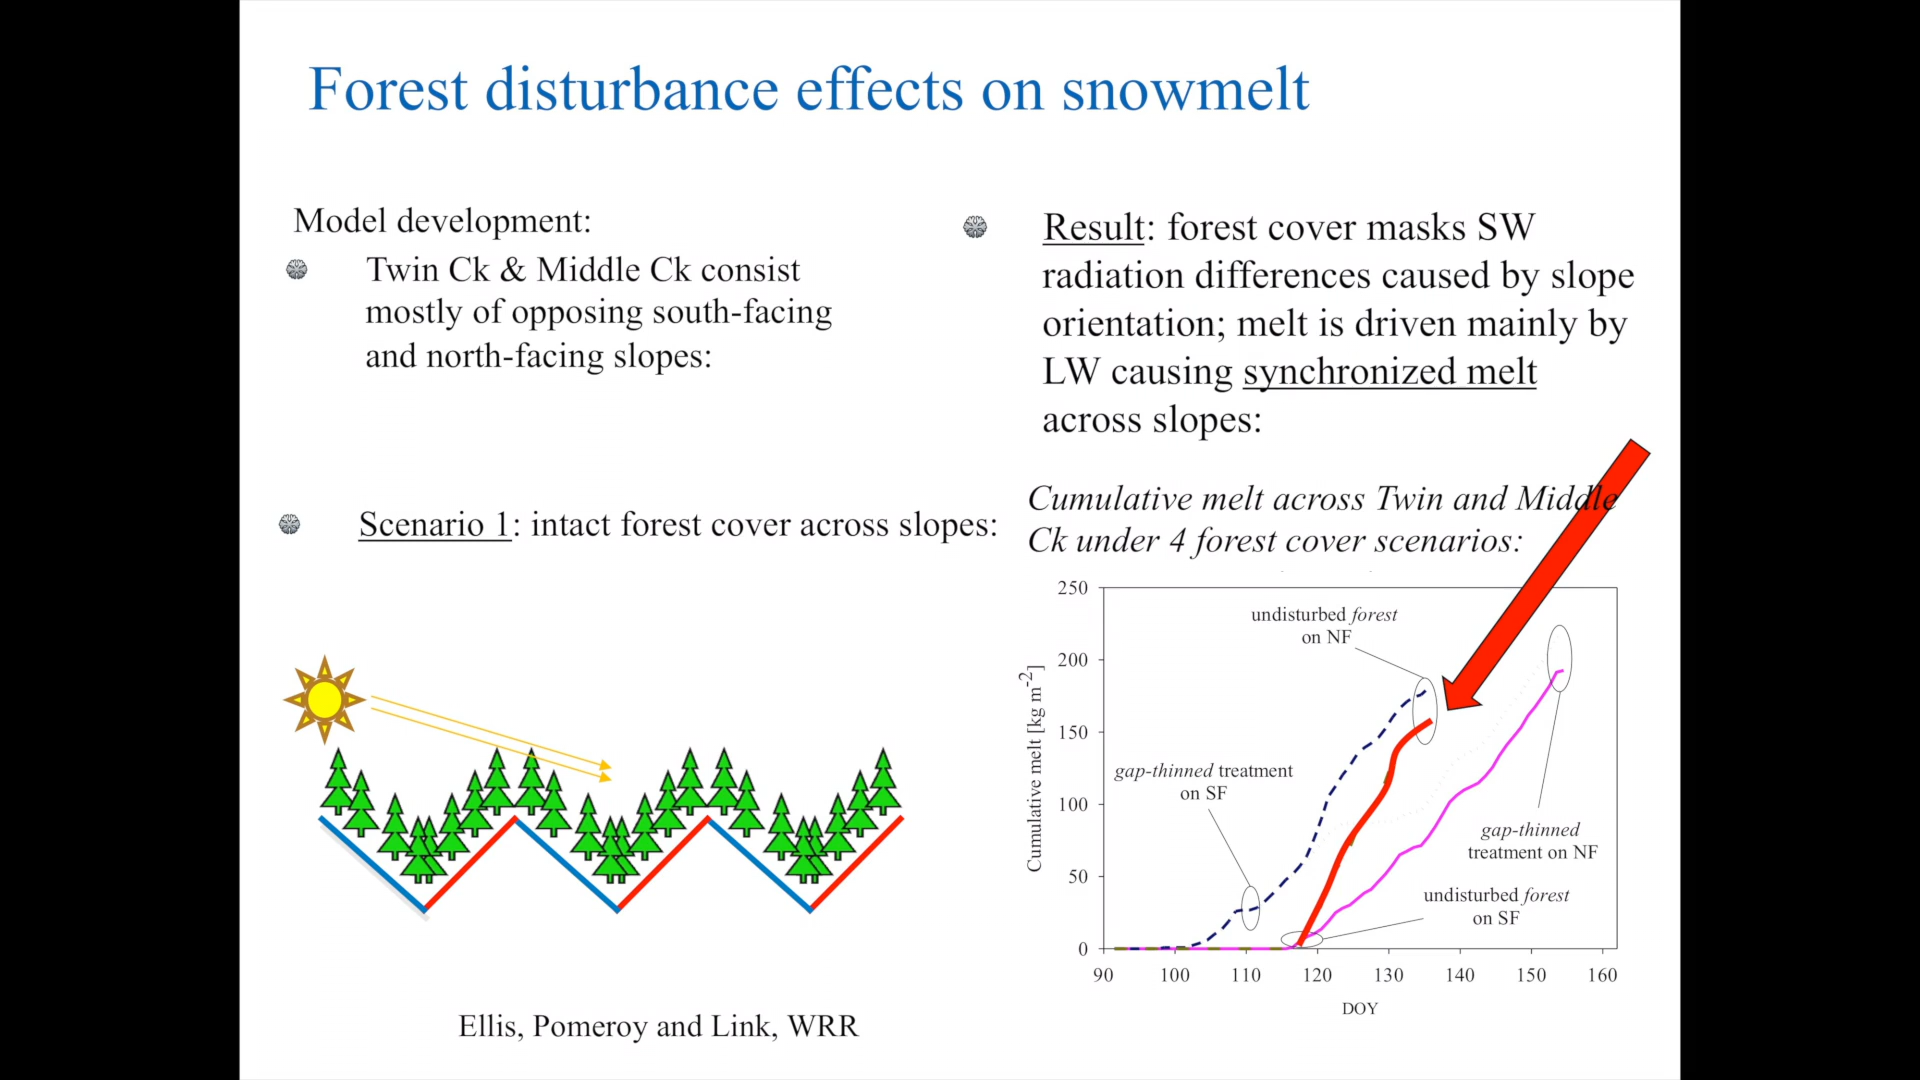 Forest disturbance effects on snowmelt
Model development:
Twin Ck & Middle Ck consist
mostly of opposing south-facing
and north-facing slopes:
Scenario 1: intact forest cover across slopes:
Ellis, Pomeroy and Link, WRR
Result: forest cover masks SW
radiation differences caused by slope
orientation; melt is driven mainly by
LW causing synchronized melt
across slopes:
Cumulative melt across Twin and Middle
Ck under 4 forest cover scenarios:
250
200
150
100
50
0
Cumulative melt [kg m⁻²]
undisturbed forest
on NF
gap-thinned treatment
on SF
gap-thinned
treatment on NF
undisturbed forest
on SF
90 100 110 120 130 140 150 160
DOY